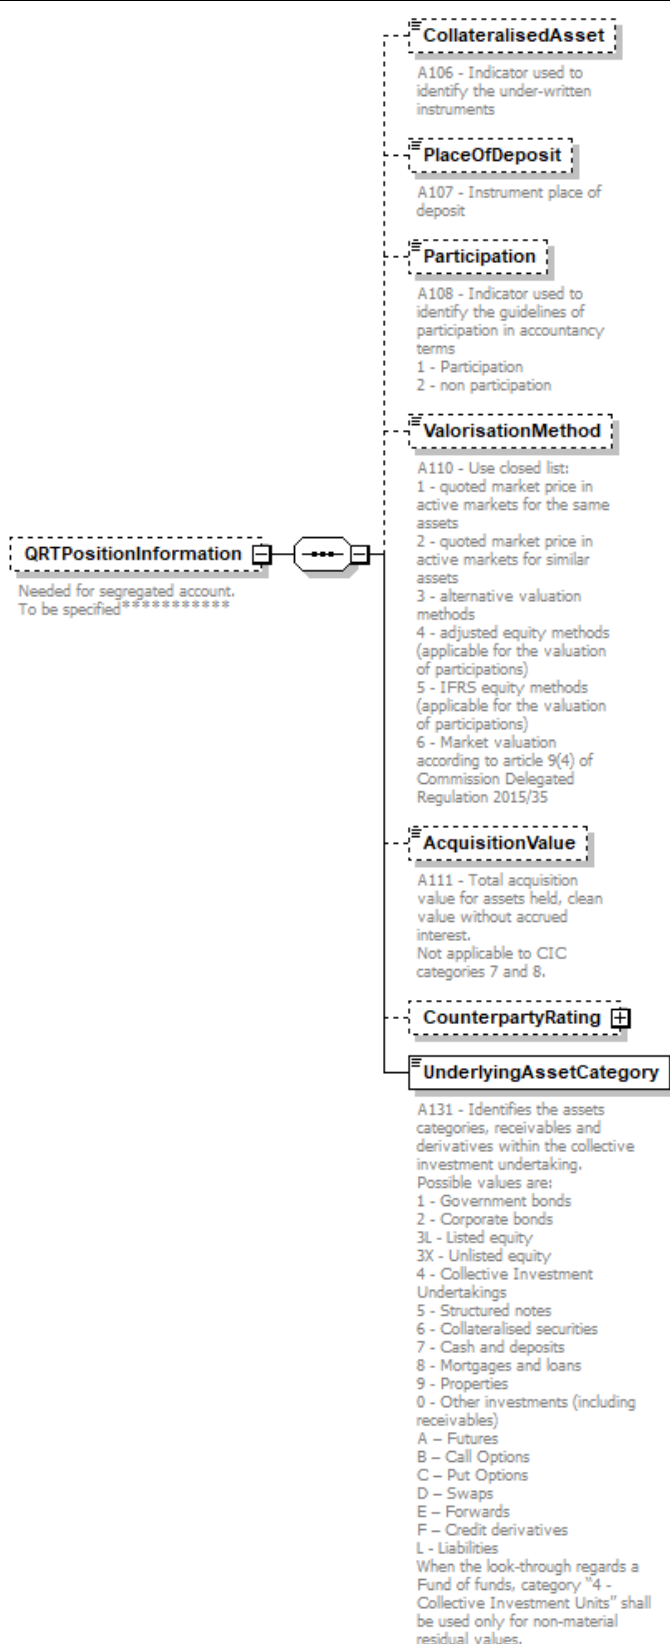 CollateralisedAsset
A106 - Indicator used to
identify the under-written
instruments
PlaceOfDeposit
A107 - Instrument place of
deposit
Participation
A108 - Indicator used to
identify the guidelines of
participation in accountancy
terms
1 - Participation
2 - non participation
ValorisationMethod
A110 - Use closed list:
1 - quoted market price in
active markets for the same
assets
2 - quoted market price in
active markets for similar
assets
3 - alternative valuation
methods
4 - adjusted equity methods
(applicable for the valuation
of participations)
5 - IFRS equity methods
(applicable for the valuation
of participations)
6 - Market valuation
according to article 9(4) of
Commission Delegated
Regulation 2015/35
QRTPositionInformation
Needed for segregated account.
To be specified***********
AcquisitionValue
A111 - Total acquisition
value for assets held, clean
value without accrued
interest.
Not applicable to CIC
categories 7 and 8.
CounterpartyRating
UnderlyingAssetCategory
A131 - Identifies the assets
categories, receivables and
derivatives within the collective
investment undertaking.
Possible values are:
1 - Government bonds
2 - Corporate bonds
3L - Listed equity
3X - Unlisted equity
4 - Collective Investment
Undertakings
5 - Structured notes
6 - Collateralised securities
7 - Cash and deposits
8 - Mortgages and loans
9 - Properties
0 - Other investments (including
receivables)
A – Futures
B – Call Options
C – Put Options
D – Swaps
E – Forwards
F – Credit derivatives
L - Liabilities
When the look-through regards a
Fund of funds, category "4 -
Collective Investment Units" shall
be used only for non-material
residual values.